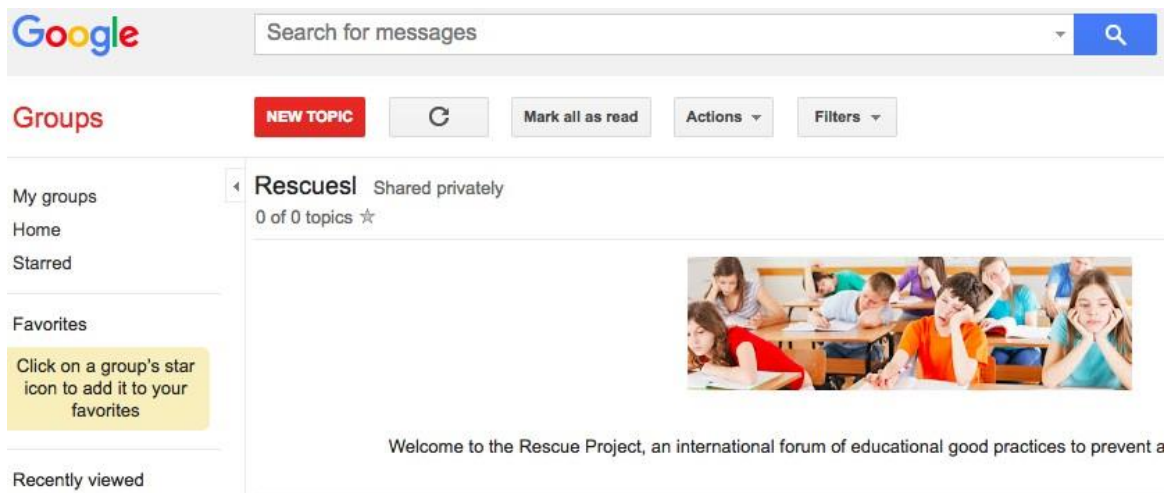 Google
Search for messages
Groups
NEW TOPIC
Mark all as read
Actions
Filters
My groups
Home
Starred
Favorites
Click on a group's star
icon to add it to your
favorites
Recently viewed
Rescuesl Shared privately
0 of 0 topics
Welcome to the Rescue Project, an international forum of educational good practices to prevent a